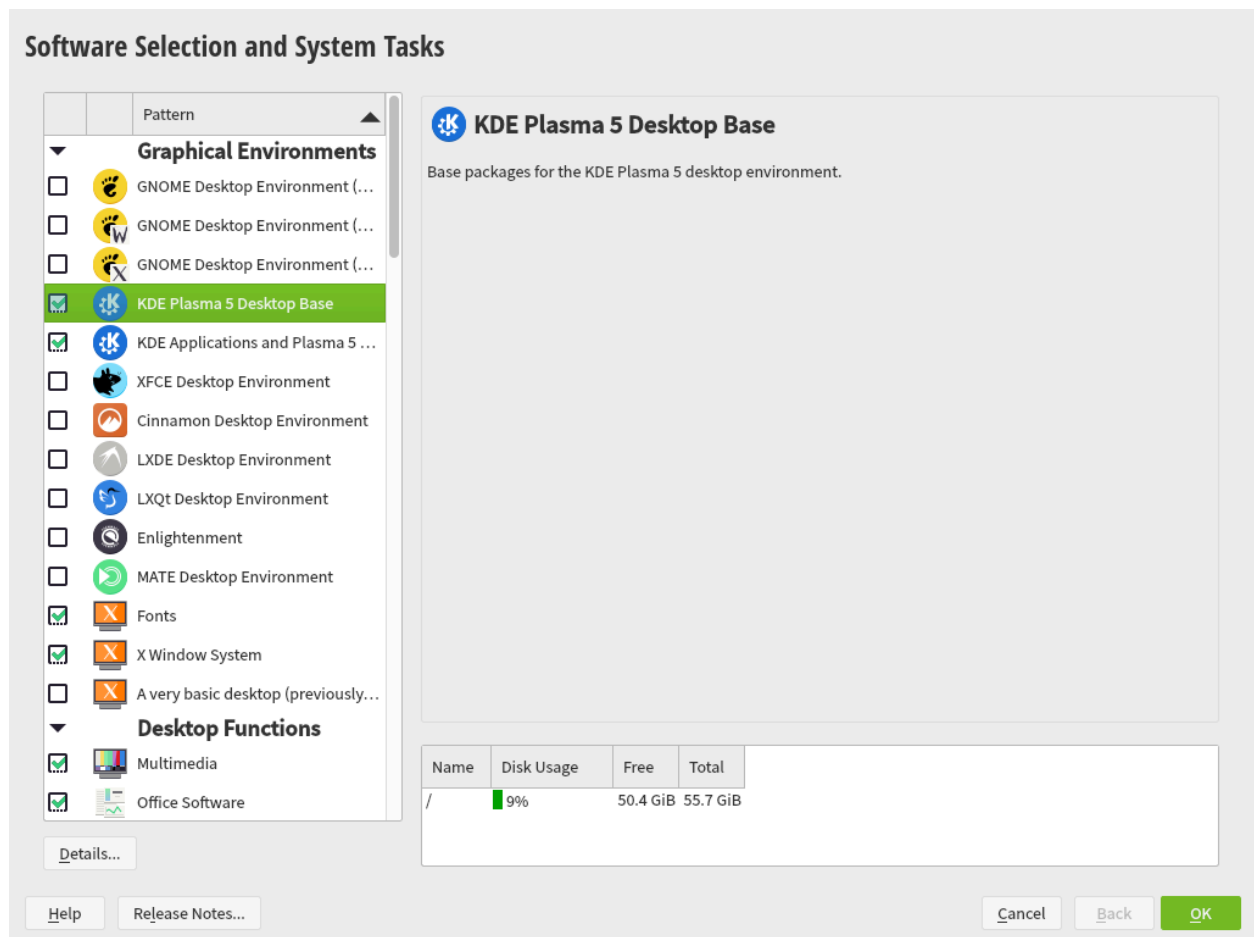 Software Selection and System Tasks
Pattern
Graphical Environments
GNOME Desktop Environment (...
GNOME Desktop Environment (...
GNOME Desktop Environment (...
KDE Plasma 5 Desktop Base
KDE Applications and Plasma 5 ...
XFCE Desktop Environment
Cinnamon Desktop Environment
LXDE Desktop Environment
LXQt Desktop Environment
Enlightenment
MATE Desktop Environment
Fonts
X Window System
A very basic desktop (previously...
Desktop Functions
Multimedia
Office Software
Details...
KDE Plasma 5 Desktop Base
Base packages for the KDE Plasma 5 desktop environment.
Name Disk Usage Free Total
/ 9% 50.4 GiB 55.7 GiB
Help Release Notes... Cancel Back OK